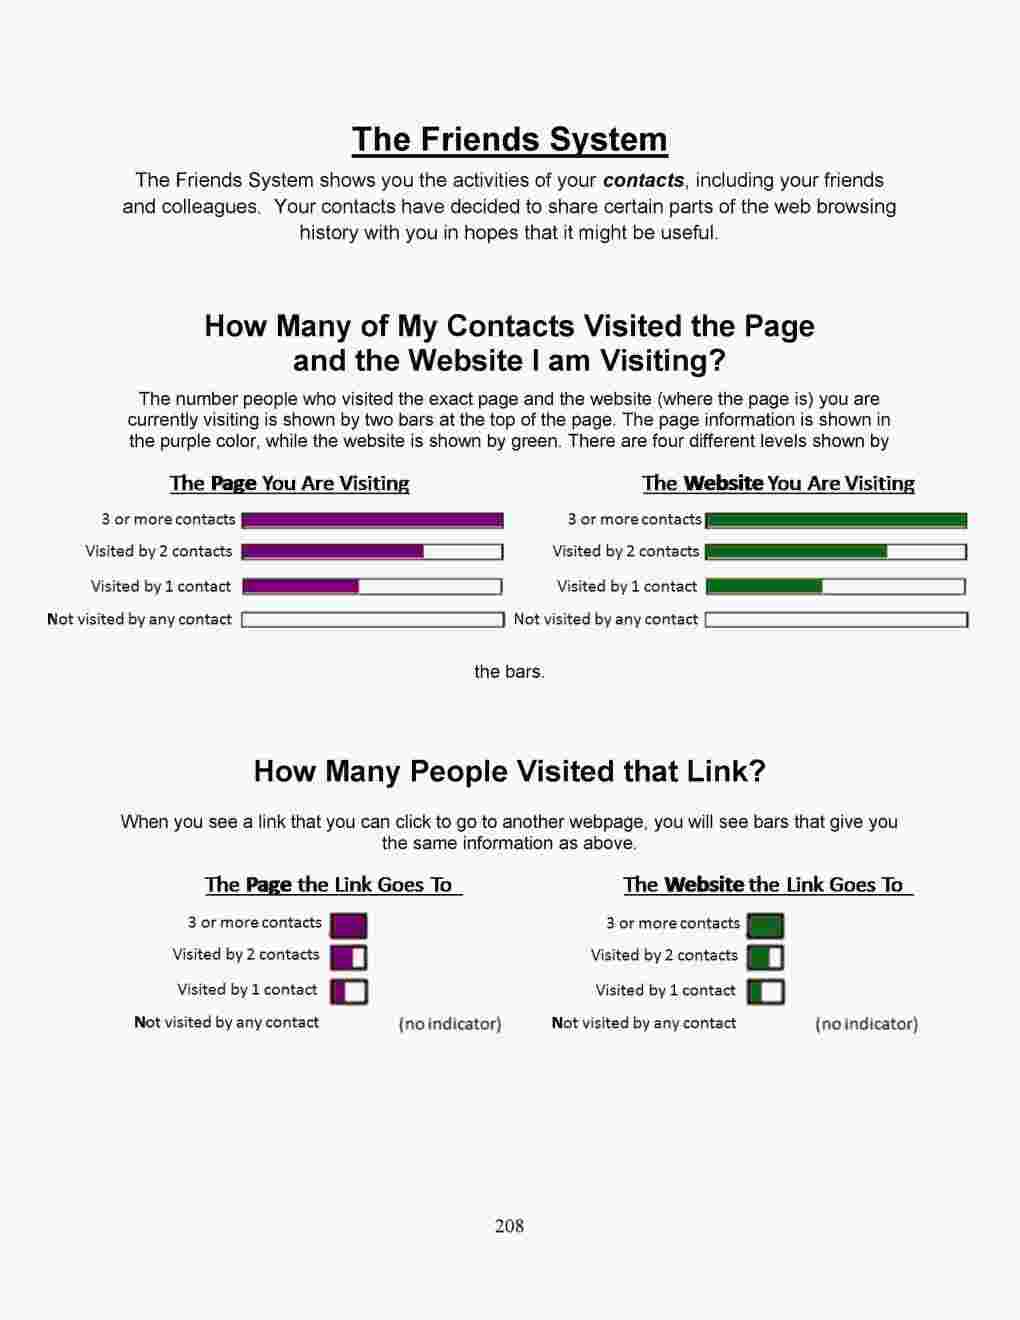 The Friends System
The Friends System shows you the activities of your contacts, including your friends
and colleagues. Your contacts have decided to share certain parts of the web browsing
history with you in hopes that it might be useful.
How Many of My Contacts Visited the Page
and the Website I am Visiting?
The number people who visited the exact page and the website (where the page is) you are
currently visiting is shown by two bars at the top of the page. The page information is shown in
the purple color, while the website is shown by green. There are four different levels shown by
The Page You Are Visiting
3 or more contacts
Visited by 2 contacts
Visited by 1 contact
Not visited by any contact
The Website You Are Visiting
3 or more contacts
Visited by 2 contacts
Visited by 1 contact
Not visited by any contact
the bars.
How Many People Visited that Link?
When you see a link that you can click to go to another webpage, you will see bars that give you
the same information as above.
The Page the Link Goes To
3 or more contacts
Visited by 2 contacts
Visited by 1 contact
Not visited by any contact (no indicator)
The Website the Link Goes To
3 or more contacts
Visited by 2 contacts
Visited by 1 contact
Not visited by any contact (no indicator)
208